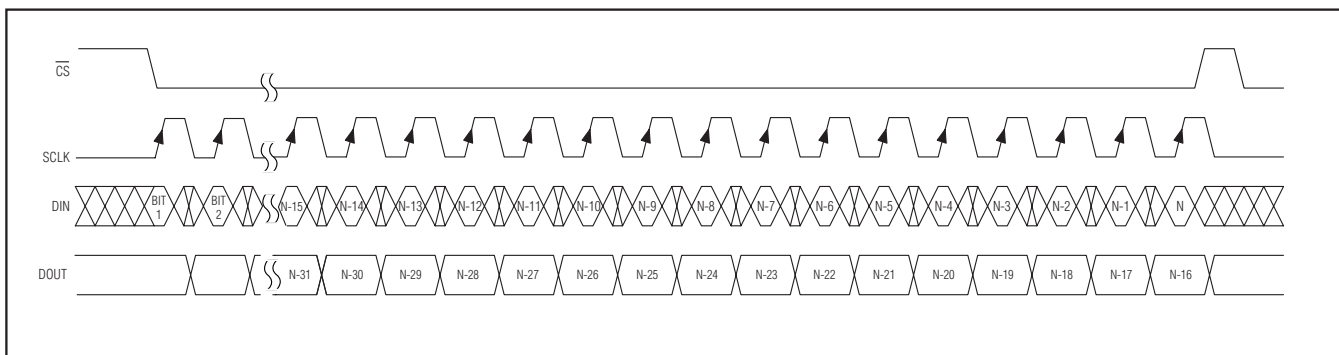 CS
SCLK
DIN BIT 1 BIT 2 N-15 N-14 N-13 N-12 N-11 N-10 N-9 N-8 N-7 N-6 N-5 N-4 N-3 N-2 N-1 N
DOUT N-31 N-30 N-29 N-28 N-27 N-26 N-25 N-24 N-23 N-22 N-21 N-20 N-19 N-18 N-17 N-16